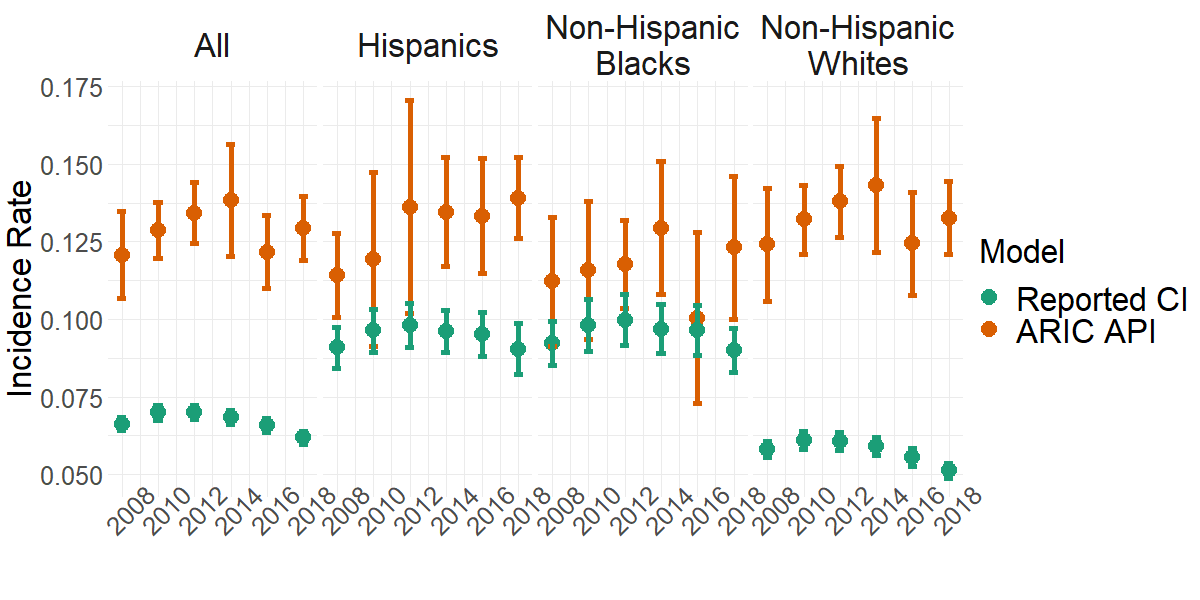 All
Hispanics
Non-Hispanic
Blacks
Non-Hispanic
Whites
Incidence Rate
0.175
0.150
0.125
0.100
0.075
0.050
2008 2010 2012 2014 2016 2018
2008 2010 2012 2014 2016 2018
2008 2010 2012 2014 2016 2018
2008 2010 2012 2014 2016 2018
Model
Reported CI
ARIC API